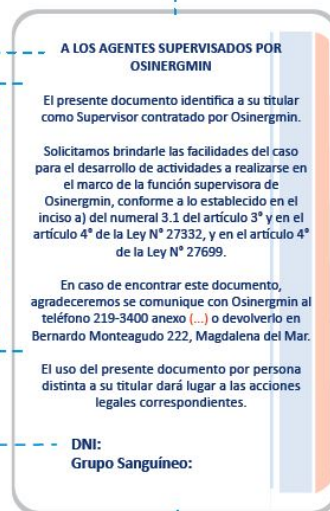 A LOS AGENTES SUPERVISADOS POR
OSINERGMIN
El presente documento identifica a su titular
como Supervisor contratado por Osinergmin.
Solicitamos brindarle las facilidades del caso
para el desarrollo de actividades a realizarse en
el marco de la función supervisora de
Osinergmin, conforme a lo establecido en el
inciso a) del numeral 3.1 del artículo 3° y en el
artículo 4° de la Ley N° 27332, y en el artículo 4°
de la Ley N° 27699.
En caso de encontrar este documento,
agradeceremos se comunique con Osinergmin al
teléfono 219-3400 anexo (...) o devolverlo en
Bernardo Monteagudo 222, Magdalena del Mar.
El uso del presente documento por persona
distinta a su titular dará lugar a las acciones
legales correspondientes.
DNI:
Grupo Sanguíneo: